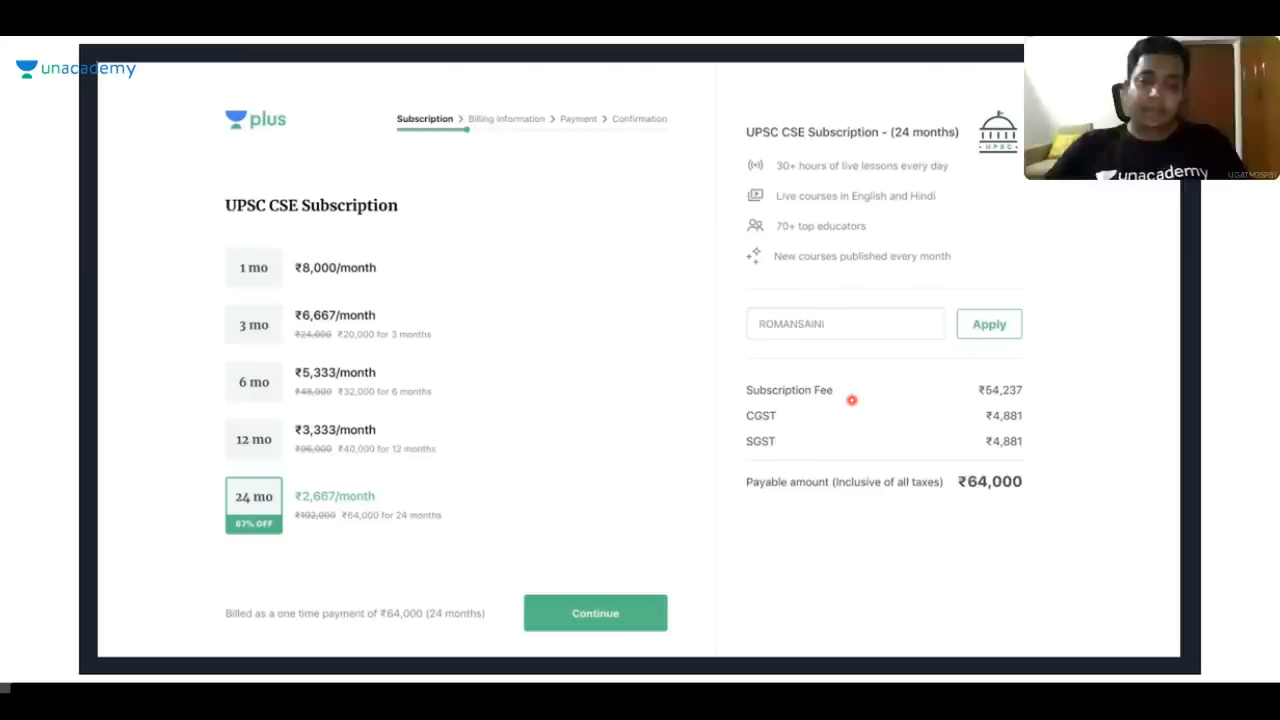 unacademy
plus
Subscription > Billing Information > Payment > Confirmation
UPSC CSE Subscription
1 mo ₹8,000/month
3 mo ₹6,667/month
₹24,000 ₹20,000 for 3 months
6 mo ₹5,333/month
₹48,000 ₹32,000 for 6 months
12 mo ₹3,333/month
₹96,000 ₹40,000 for 12 months
24 mo ₹2,667/month
67% OFF ₹192,000 ₹64,000 for 24 months
Billed as a one time payment of ₹64,000 (24 months) Continue
UPSC CSE Subscription - (24 months)
UPSC
30+ hours of live lessons every day
Live courses in English and Hindi
70+ top educators
New courses published every month
ROMANSAINI Apply
Subscription Fee ₹54,237
CGST ₹4,881
SGST ₹4,881
Payable amount (Inclusive of all taxes) ₹64,000
unacademy